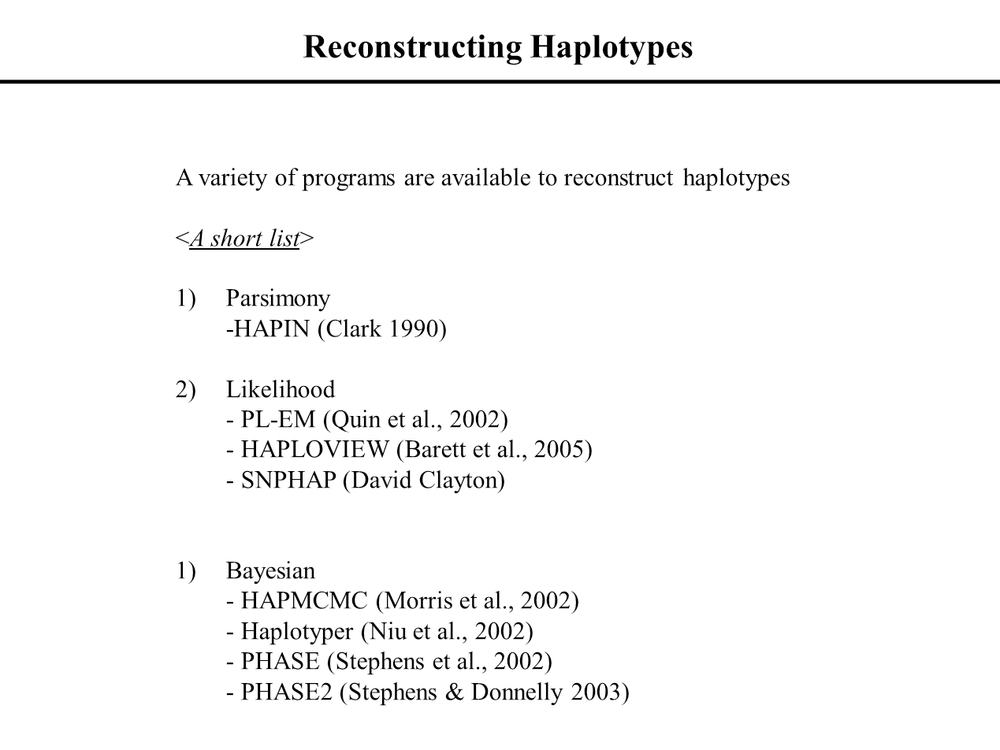 Reconstructing Haplotypes
A variety of programs are available to reconstruct haplotypes
<A short list>
1) Parsimony
-HAPIN (Clark 1990)
2) Likelihood
- PL-EM (Quin et al., 2002)
- HAPLOVIEW (Barett et al., 2005)
- SNPHAP (David Clayton)
1) Bayesian
- HAPMCMC (Morris et al., 2002)
- Haplotyper (Niu et al., 2002)
- PHASE (Stephens et al., 2002)
- PHASE2 (Stephens & Donnelly 2003)